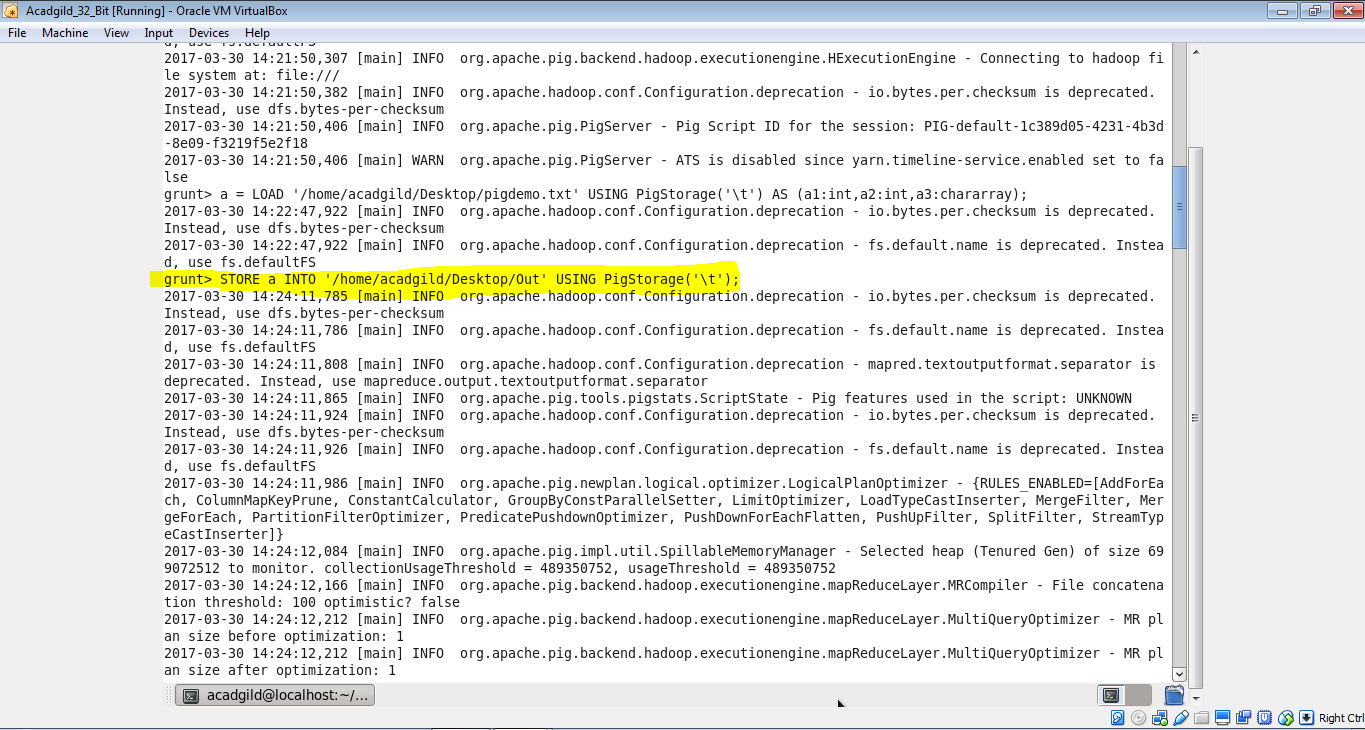 Acadgild_32_Bit [Running] - Oracle VM VirtualBox
File Machine View Input Devices Help
d, use fs.defaultFS
2017-03-30 14:21:50,307 [main] INFO  org.apache.pig.backend.hadoop.executionengine.HExecutionEngine - Connecting to hadoop fi
le system at: file:///
2017-03-30 14:21:50,382 [main] INFO  org.apache.hadoop.conf.Configuration.deprecation - io.bytes.per.checksum is deprecated.
Instead, use dfs.bytes-per-checksum
2017-03-30 14:21:50,406 [main] INFO  org.apache.pig.PigServer - Pig Script ID for the session: PIG-default-1c389d05-4231-4b3d
-8e09-f3219f5e2f18
2017-03-30 14:21:50,406 [main] WARN  org.apache.pig.PigServer - ATS is disabled since yarn.timeline-service.enabled set to fa
lse
grunt> a = LOAD '/home/acadgild/Desktop/pigdemo.txt' USING PigStorage('\t') AS (a1:int,a2:int,a3:chararray);
2017-03-30 14:22:47,922 [main] INFO  org.apache.hadoop.conf.Configuration.deprecation - io.bytes.per.checksum is deprecated.
Instead, use dfs.bytes-per-checksum
2017-03-30 14:22:47,922 [main] INFO  org.apache.hadoop.conf.Configuration.deprecation - fs.default.name is deprecated. Instea
d, use fs.defaultFS
grunt> STORE a INTO '/home/acadgild/Desktop/Out' USING PigStorage('\t');
2017-03-30 14:24:11,785 [main] INFO  org.apache.hadoop.conf.Configuration.deprecation - io.bytes.per.checksum is deprecated.
Instead, use dfs.bytes-per-checksum
2017-03-30 14:24:11,786 [main] INFO  org.apache.hadoop.conf.Configuration.deprecation - fs.default.name is deprecated. Instea
d, use fs.defaultFS
2017-03-30 14:24:11,808 [main] INFO  org.apache.hadoop.conf.Configuration.deprecation - mapred.textoutputformat.separator is
deprecated. Instead, use mapreduce.output.textoutputformat.separator
2017-03-30 14:24:11,865 [main] INFO  org.apache.pig.tools.pigstats.ScriptState - Pig features used in the script: UNKNOWN
2017-03-30 14:24:11,924 [main] INFO  org.apache.hadoop.conf.Configuration.deprecation - io.bytes.per.checksum is deprecated.
Instead, use dfs.bytes-per-checksum
2017-03-30 14:24:11,926 [main] INFO  org.apache.hadoop.conf.Configuration.deprecation - fs.default.name is deprecated. Instea
d, use fs.defaultFS
2017-03-30 14:24:11,986 [main] INFO  org.apache.pig.newplan.logical.optimizer.LogicalPlanOptimizer - {RULES_ENABLED=[AddForEa
ch, ColumnMapKeyPrune, ConstantCalculator, GroupByConstParallelSetter, LimitOptimizer, LoadTypeCastInserter, MergeFilter, Mer
geForEach, PartitionFilterOptimizer, PredicatePushdownOptimizer, PushDownForEachFlatten, PushUpFilter, SplitFilter, StreamTyp
eCastInserter]}
2017-03-30 14:24:12,084 [main] INFO  org.apache.pig.impl.util.SpillableMemoryManager - Selected heap (Tenured Gen) of size 69
9072512 to monitor. collectionUsageThreshold = 489350752, usageThreshold = 489350752
2017-03-30 14:24:12,166 [main] INFO  org.apache.pig.backend.hadoop.executionengine.mapReduceLayer.MRCompiler - File concatena
tion threshold: 100 optimistic? false
2017-03-30 14:24:12,212 [main] INFO  org.apache.pig.backend.hadoop.executionengine.mapReduceLayer.MultiQueryOptimizer - MR pl
an size before optimization: 1
2017-03-30 14:24:12,212 [main] INFO  org.apache.pig.backend.hadoop.executionengine.mapReduceLayer.MultiQueryOptimizer - MR pl
an size after optimization: 1
acadgild@localhost:~/...
Right Ctrl